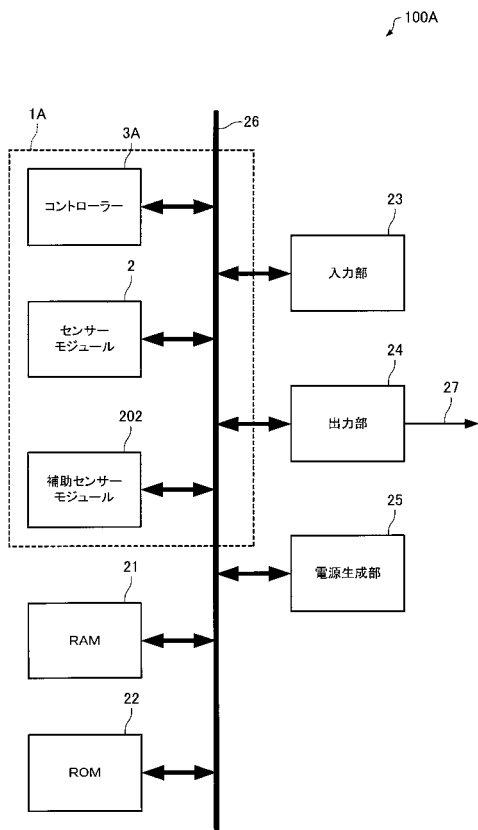 100A
1A
26
3A
コントローラー
23
入力部
2
センサー
モジュール
24
出力部
27
202
補助センサー
モジュール
25
電源生成部
21
RAM
22
ROM